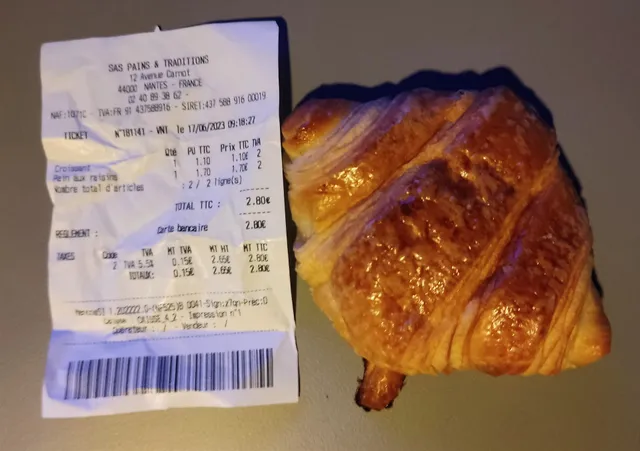 SAS PAINS & TRADITIONS
12 Avenue Carnot
44000 NANTES - FRANCE
02 40 89 38 62 -
NAF:1071C - TVA:FR 91 437588916 - SIRET:437 588 916 00019
TICKET N°181141 - VN1 le 17/06/2023 09:18:27
Qté PU TTC Prix TTC TVA
Croissant 1 1.10 1.10€ 2
Pain aux raisins 1 1.70 1.70€ 2
Nombre total d'articles : 2 / 2 ligne(s)
TOTAL TTC : 2.80€
REGLEMENT : Carte bancaire 2.80€
TAXES Code TVA MT TVA MT HT MT TTC
2 TVA 5.5% 0.15€ 2.65€ 2.80€
TOTAUX: 0.15€ 2.65€ 2.80€
Impression n°1
Opérateur : / - Vendeur : /